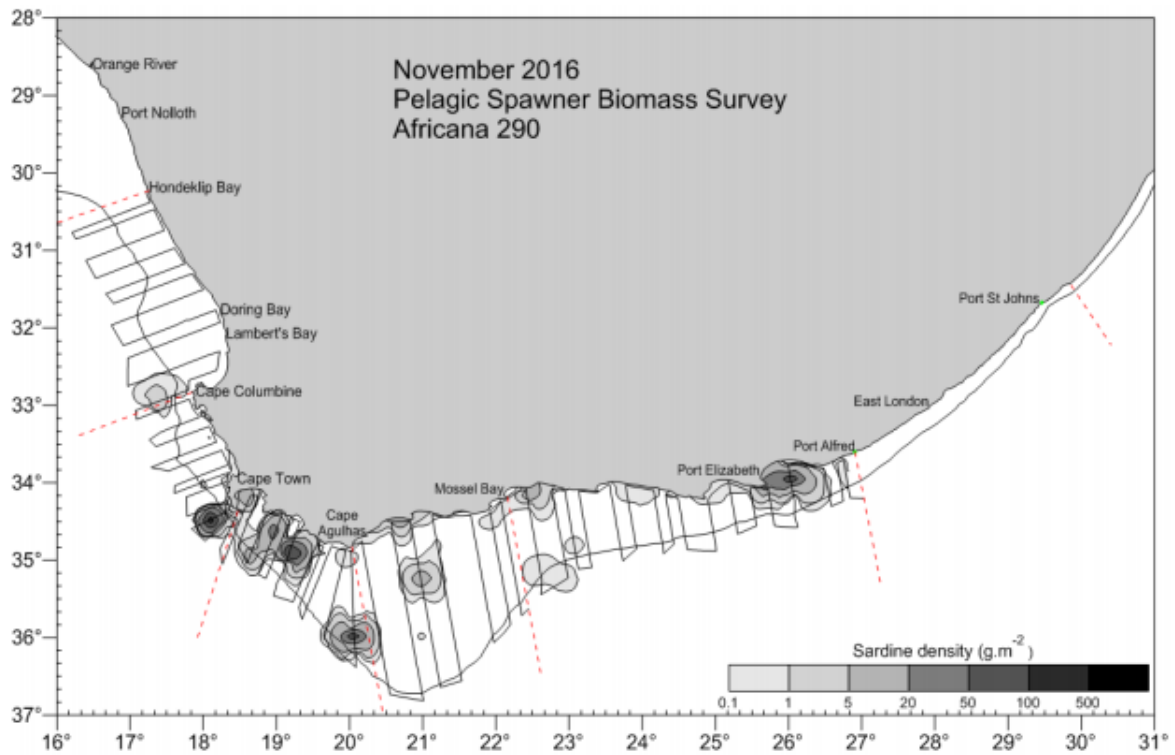 28°
29°
30°
31°
32°
33°
34°
35°
36°
37°
November 2016
Pelagic Spawner Biomass Survey
Africana 290
Orange River
Port Nolloth
Hondeklip Bay
Doring Bay
Lambert's Bay
Cape Columbine
Cape Town
Cape
Agulhas
Mossel Bay
Port Elizabeth
Port Alfred
East London
Port St Johns
Sardine density (g.m-2)
0.1 1 5 20 50 100 500
16° 17° 18° 19° 20° 21° 22° 23° 24° 25° 26° 27° 28° 29° 30° 31°